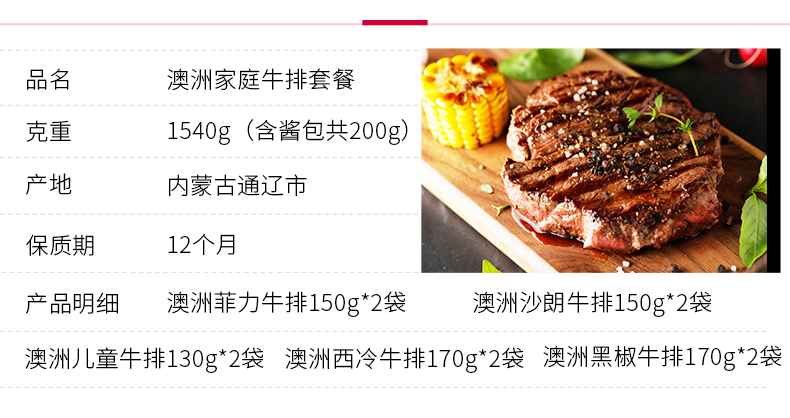 品名 澳洲家庭牛排套餐
克重 1540g（含酱包共200g）
产地 内蒙古通辽市
保质期 12个月
产品明细 澳洲菲力牛排150g*2袋 澳洲沙朗牛排150g*2袋
澳洲儿童牛排130g*2袋 澳洲西冷牛排170g*2袋 澳洲黑椒牛排170g*2袋